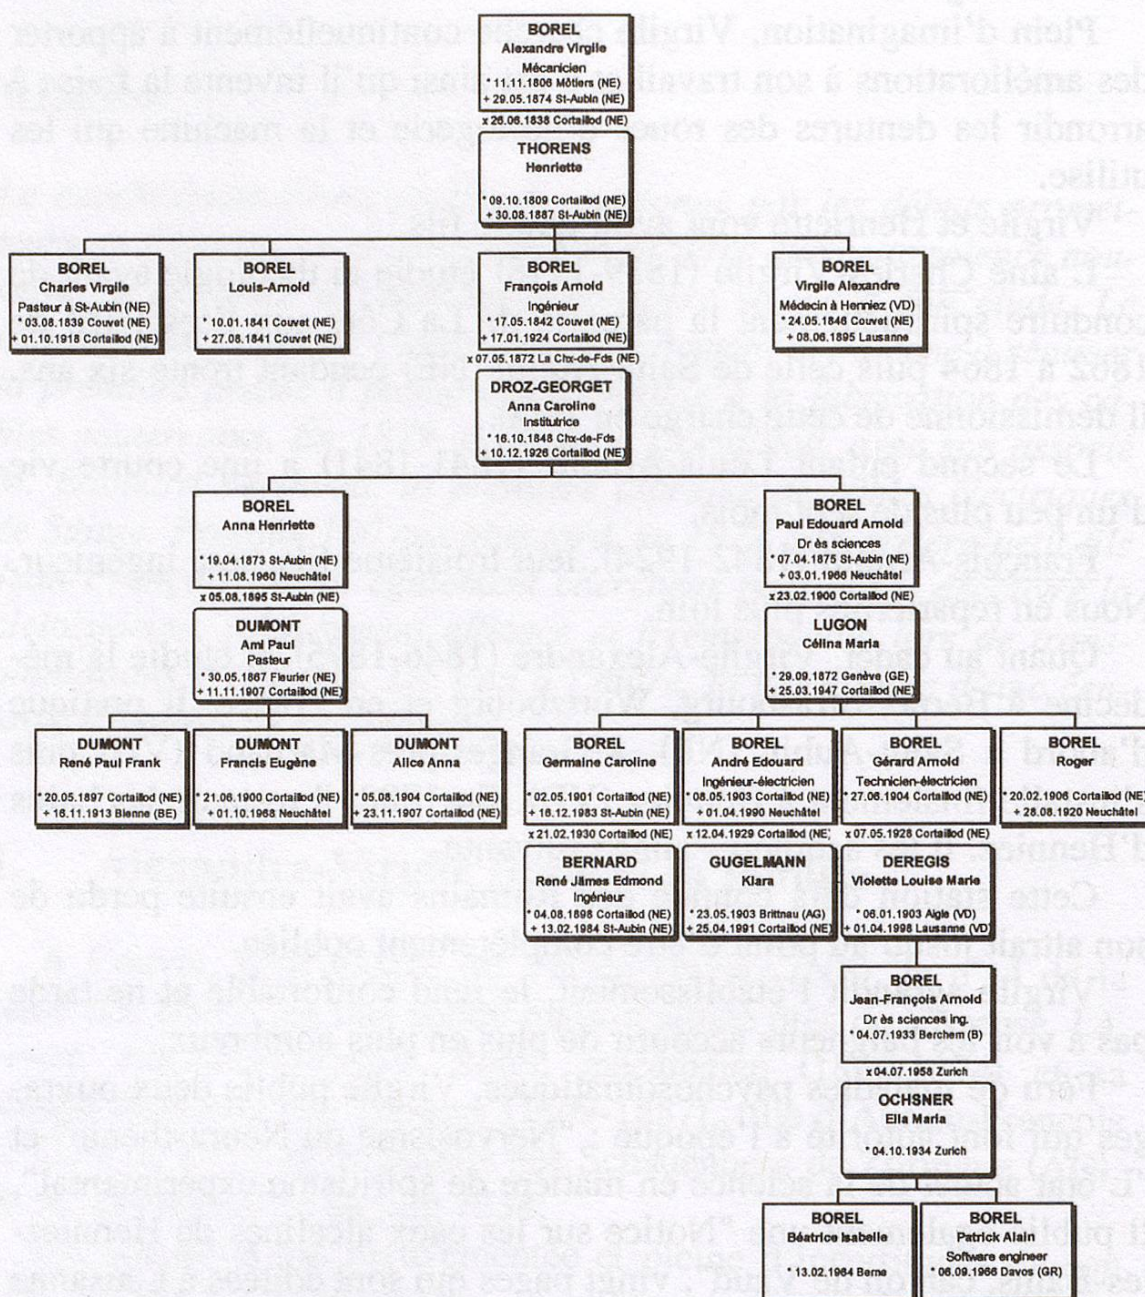 BOREL
Alexandre Virgile
Mécanicien
* 11.11.1806 Môtiers (NE)
+ 29.05.1874 St-Aubin (NE)
x 26.06.1838 Cortaillod (NE)
THORENS
Henriette
* 09.10.1809 Cortaillod (NE)
+ 30.08.1887 St-Aubin (NE)
BOREL
Charles Virgile
Pasteur à St-Aubin (NE)
* 03.08.1839 Couvet (NE)
+ 01.10.1918 Cortaillod (NE)
BOREL
Louis-Arnold
* 10.01.1841 Couvet (NE)
+ 27.08.1841 Couvet (NE)
BOREL
François Arnold
Ingénieur
* 17.05.1842 Couvet (NE)
+ 17.01.1924 Cortaillod (NE)
x 07.05.1872 La Chx-de-Fds (NE)
BOREL
Virgile Alexandre
Médecin à Henniez (VD)
* 24.05.1846 Couvet (NE)
+ 08.06.1895 Lausanne
DROZ-GEORGET
Anna Caroline
Institutrice
* 16.10.1848 Chx-de-Fds
+ 10.12.1926 Cortaillod (NE)
BOREL
Anna Henriette
* 19.04.1873 St-Aubin (NE)
+ 11.08.1960 Neuchâtel
x 05.08.1895 St-Aubin (NE)
BOREL
Paul Edouard Arnold
Dr ès sciences
* 07.04.1875 St-Aubin (NE)
+ 03.01.1966 Neuchâtel
x 23.02.1900 Cortaillod (NE)
DUMONT
Ami Paul
Pasteur
* 30.05.1867 Fleurier (NE)
+ 11.11.1907 Cortaillod (NE)
LUGON
Célina Maria
* 29.09.1872 Genève (GE)
+ 25.03.1947 Cortaillod (NE)
DUMONT
René Paul Frank
* 20.05.1897 Cortaillod (NE)
+ 16.11.1913 Bienne (BE)
DUMONT
Francis Eugène
* 21.06.1900 Cortaillod (NE)
+ 01.10.1968 Neuchâtel
DUMONT
Alice Anna
* 05.08.1904 Cortaillod (NE)
+ 23.11.1907 Cortaillod (NE)
BOREL
Germaine Caroline
* 02.05.1901 Cortaillod (NE)
+ 18.12.1983 St-Aubin (NE)
x 21.02.1930 Cortaillod (NE)
BOREL
André Edouard
Ingénieur-électricien
* 08.05.1903 Cortaillod (NE)
+ 01.04.1990 Neuchâtel
x 12.04.1929 Cortaillod (NE)
BOREL
Gérard Arnold
Technicien-électricien
* 27.06.1904 Cortaillod (NE)
x 07.05.1928 Cortaillod (NE)
BOREL
Roger
* 20.02.1906 Cortaillod (NE)
+ 28.08.1920 Neuchâtel
BERNARD
René Jämes Edmond
Ingénieur
* 04.08.1898 Cortaillod (NE)
+ 13.02.1984 St-Aubin (NE)
GUGELMANN
Klara
* 23.05.1903 Brittnau (AG)
+ 25.04.1991 Cortaillod (NE)
DEREGIS
Violette Louise Marie
* 06.01.1903 Aigle (VD)
+ 01.04.1998 Lausanne (VD)
BOREL
Jean-François Arnold
Dr ès sciences ing.
* 04.07.1933 Berchem (B)
x 04.07.1958 Zurich
OCHSNER
Ella Maria
* 04.10.1934 Zurich
BOREL
Béatrice Isabelle
* 13.02.1964 Berne
BOREL
Patrick Alain
Software engineer
* 06.09.1966 Davos (GR)